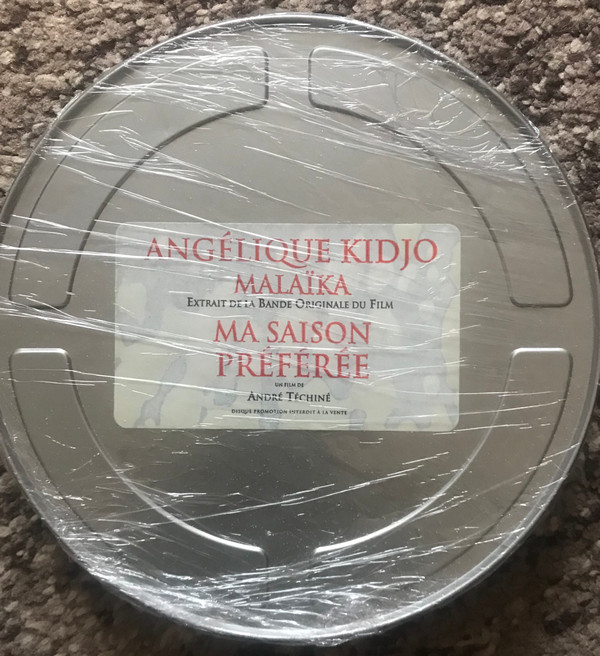 ANGÉLIQUE KIDJO
MALAÏKA
EXTRAIT DE LA BANDE ORIGINALE DU FILM
MA SAISON
PRÉFÉRÉE
UN FILM DE
ANDRÉ TÉCHINÉ
DISQUE PROMOTION INTERDIT À LA VENTE